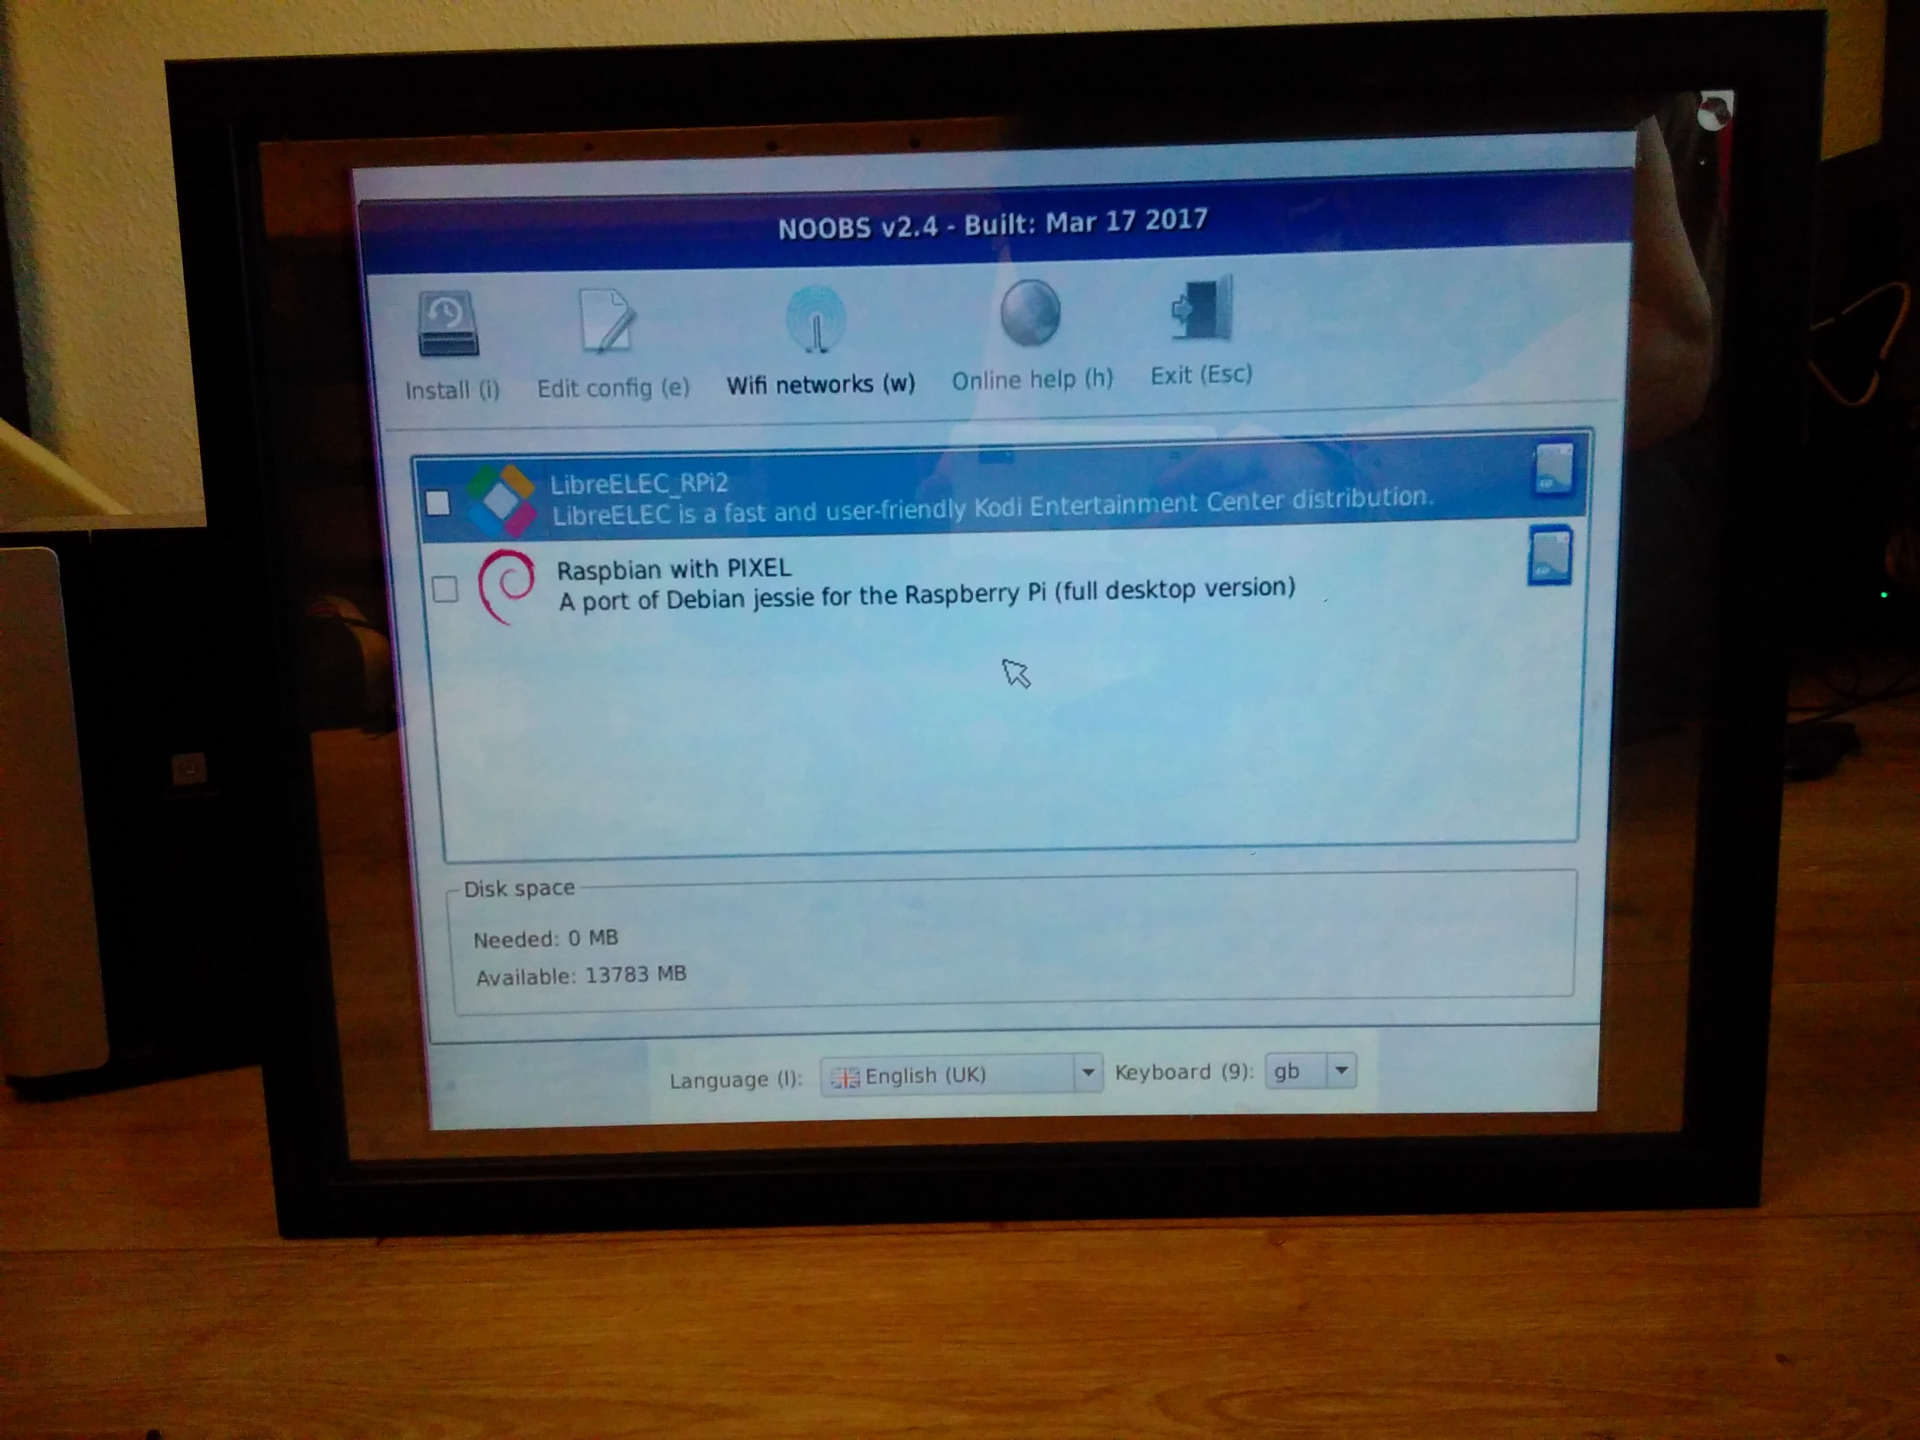 NOOBS v2.4 - Built: Mar 17 2017
Install (i)
Edit config (e)
Wifi networks (w)
Online help (h)
Exit (Esc)
LibreELEC_RPi2
LibreELEC is a fast and user-friendly Kodi Entertainment Center distribution.
Raspbian with PIXEL
A port of Debian jessie for the Raspberry Pi (full desktop version)
Disk space
Needed: 0 MB
Available: 13783 MB
Language (l): English (UK) Keyboard (9): gb